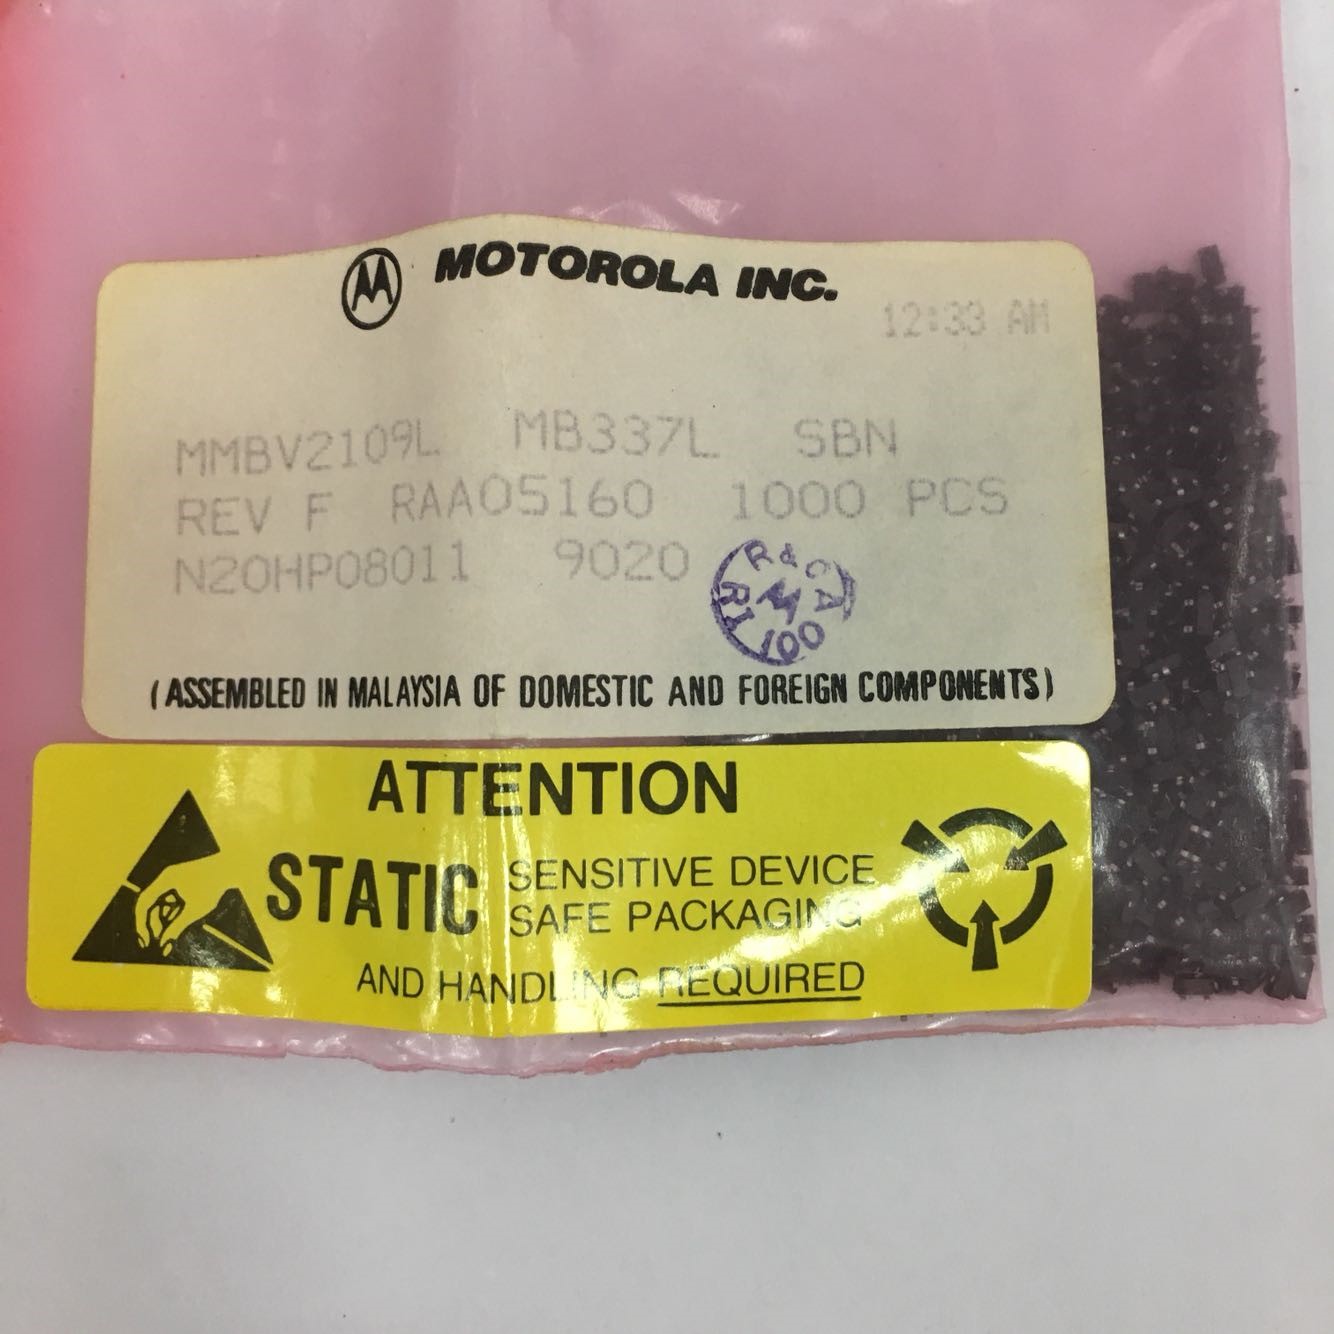 MOTOROLA INC.
12:33 AM
MMBV2109L MB337L SBN
REV F RAA05160 1000 PCS
N20HP08011 9020
R & QA
RI 100
(ASSEMBLED IN MALAYSIA OF DOMESTIC AND FOREIGN COMPONENTS)
ATTENTION
STATIC SENSITIVE DEVICE
SAFE PACKAGING
AND HANDLING REQUIRED